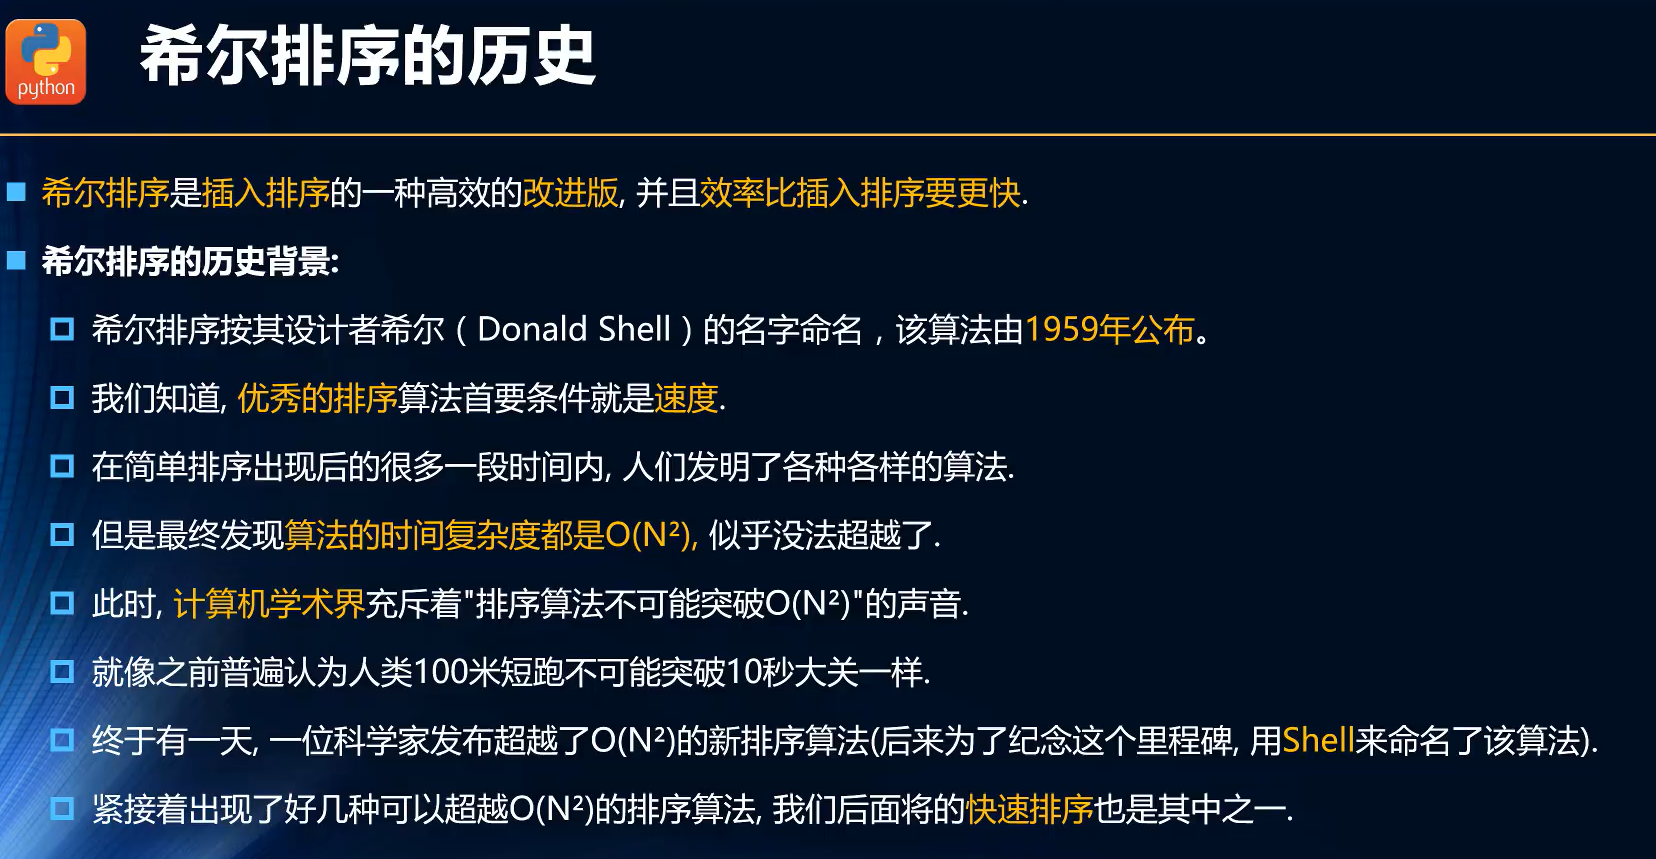 python
希尔排序的历史
希尔排序是插入排序的一种高效的改进版, 并且效率比插入排序要更快.
希尔排序的历史背景:
希尔排序按其设计者希尔（Donald Shell）的名字命名，该算法由1959年公布。
我们知道, 优秀的排序算法首要条件就是速度.
在简单排序出现后的很多一段时间内, 人们发明了各种各样的算法.
但是最终发现算法的时间复杂度都是O(N²), 似乎没法超越了.
此时, 计算机学术界充斥着"排序算法不可能突破O(N²)"的声音.
就像之前普遍认为人类100米短跑不可能突破10秒大关一样.
终于有一天, 一位科学家发布超越了O(N²)的新排序算法(后来为了纪念这个里程碑, 用Shell来命名了该算法).
紧接着出现了好几种可以超越O(N²)的排序算法, 我们后面将的快速排序也是其中之一.